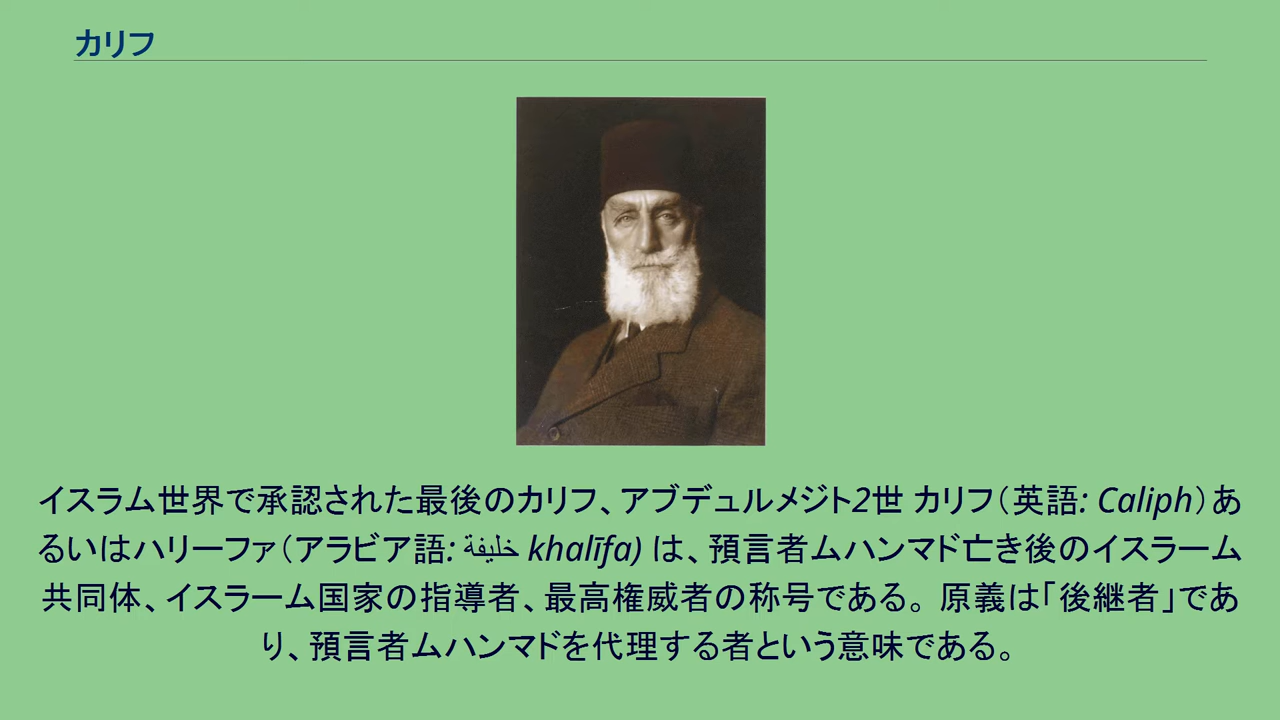 カリフ
イスラム世界で承認された最後のカリフ、アブデュルメジト2世 カリフ（英語: Caliph）あ
るいはハリーファ（アラビア語: خليفة khalīfa) は、預言者ムハンマド亡き後のイスラーム
共同体、イスラーム国家の指導者、最高権威者の称号である。 原義は「後継者」であ
り、預言者ムハンマドを代理する者という意味である。